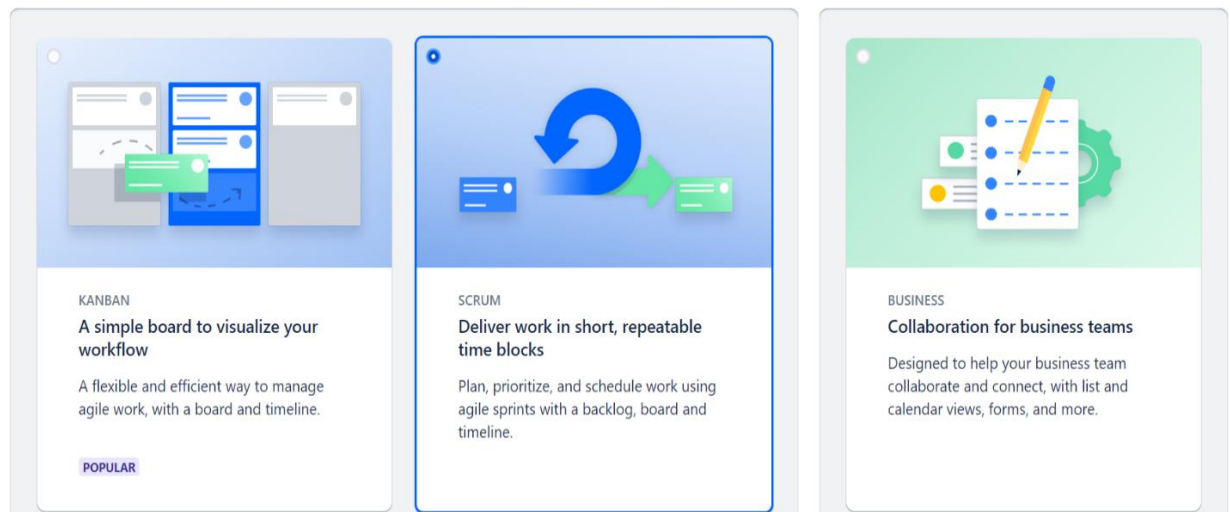 KANBAN
A simple board to visualize your
workflow
A flexible and efficient way to manage
agile work, with a board and timeline.
POPULAR
SCRUM
Deliver work in short, repeatable
time blocks
Plan, prioritize, and schedule work using
agile sprints with a backlog, board and
timeline.
BUSINESS
Collaboration for business teams
Designed to help your business team
collaborate and connect, with list and
calendar views, forms, and more.